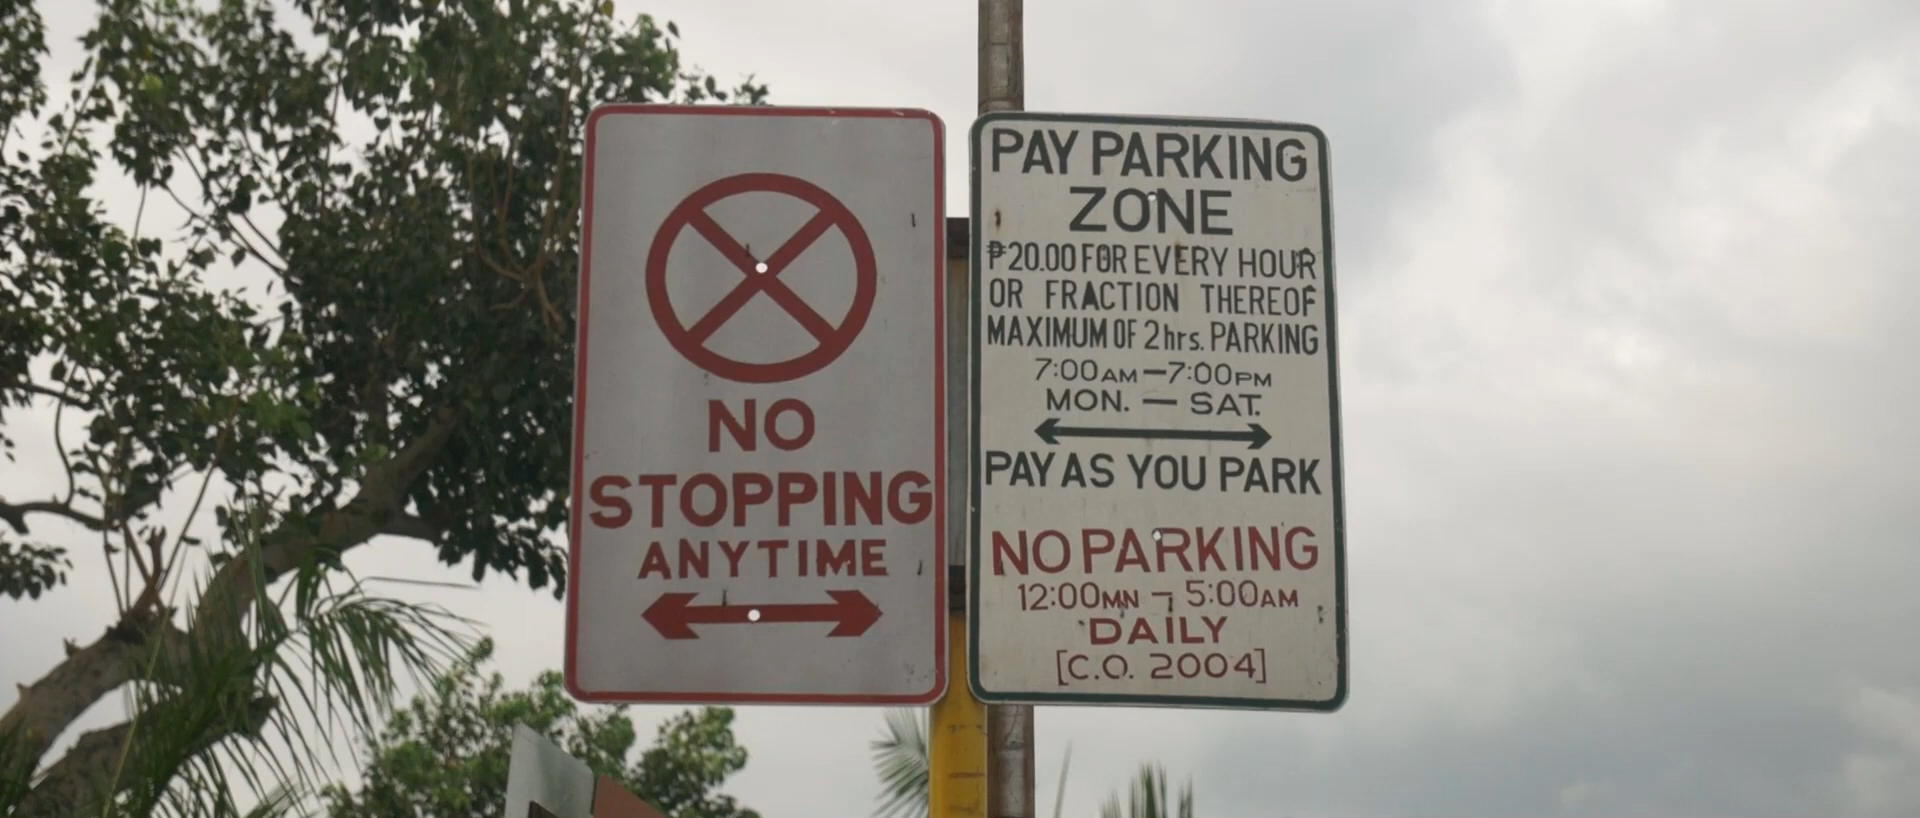 NO
STOPPING
ANYTIME
PAY PARKING
ZONE
₱20.00 FOR EVERY HOUR
OR FRACTION THEREOF
MAXIMUM OF 2hrs. PARKING
7:00AM — 7:00PM
MON. — SAT.
PAY AS YOU PARK
NO PARKING
12:00MN - 5:00AM
DAILY
[C.O. 2004]